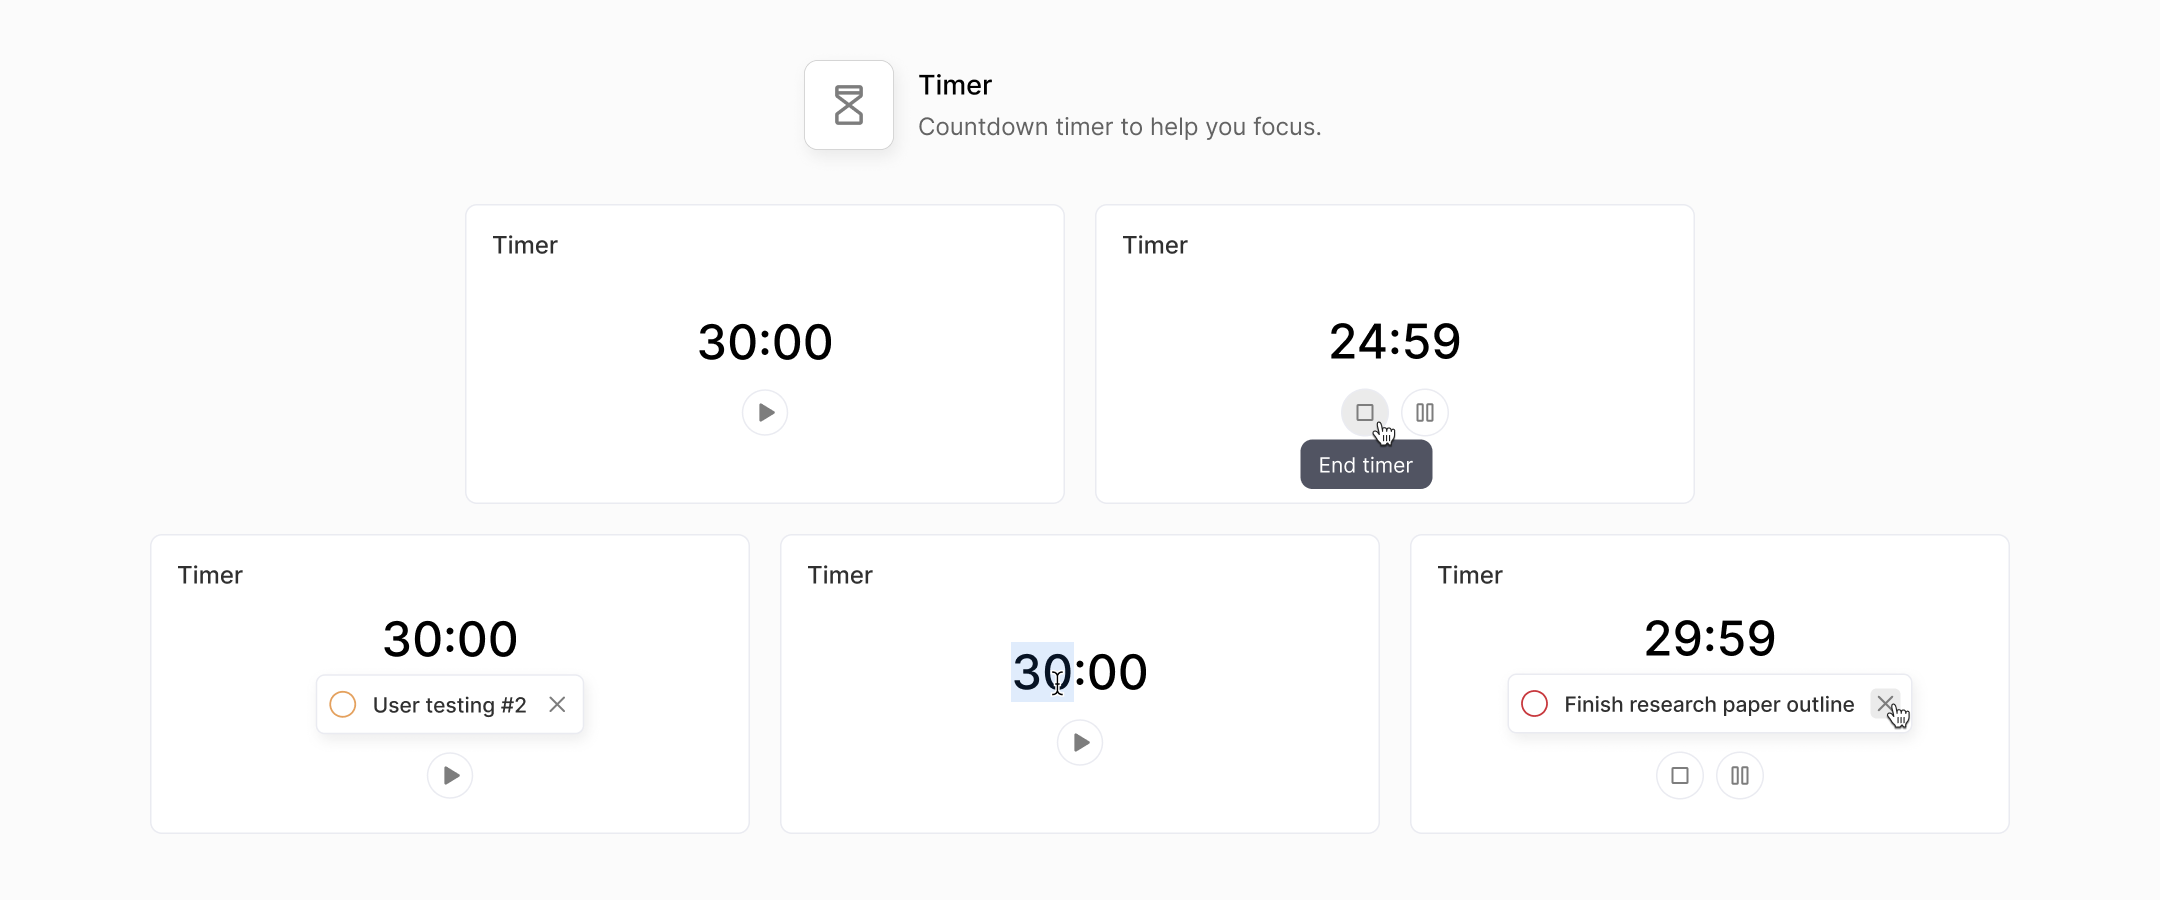 Timer
Countdown timer to help you focus.
Timer
30:00
Timer
24:59
End timer
Timer
30:00
User testing #2
Timer
30:00
Timer
29:59
Finish research paper outline